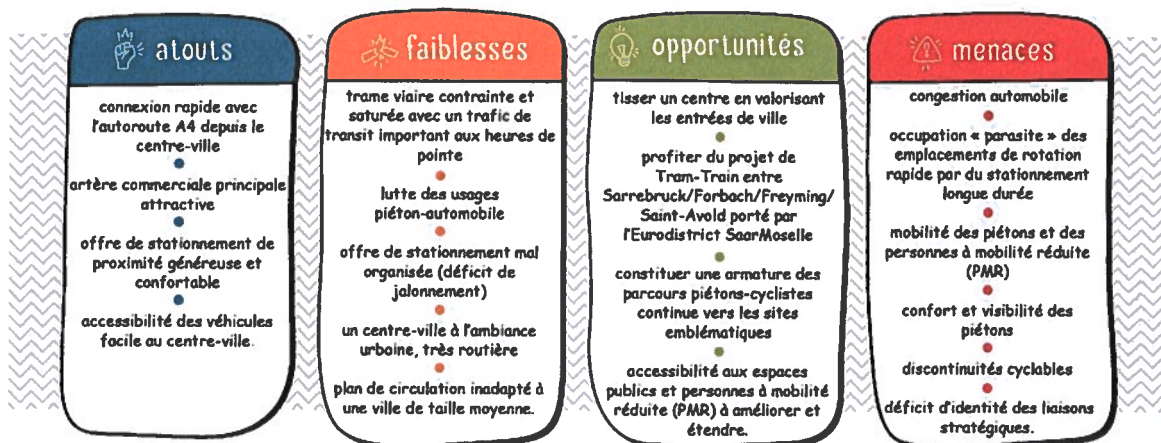 atouts
connexion rapide avec
l'autoroute A4 depuis le
centre-ville
artère commerciale principale
attractive
offre de stationnement de
proximité généreuse et
confortable
accessibilité des véhicules
facile au centre-ville.
faiblesses
trame viaire contrainte et
saturée avec un trafic de
transit important aux heures de
pointe
lutte des usages
piéton-automobile
offre de stationnement mal
organisée (déficit de
jalonnement)
un centre-ville à l'ambiance
urbaine, très routière
plan de circulation inadapté à
une ville de taille moyenne.
opportunités
tisser un centre en valorisant
les entrées de ville
profiter du projet de
Tram-Train entre
Sarrebruck/Forbach/Freyming/
Saint-Avold porté par
l'Eurodistrict SaarMoselle
constituer une armature des
parcours piétons-cyclistes
continue vers les sites
emblématiques
accessibilité aux espaces
publics et personnes à mobilité
réduite (PMR) à améliorer et
étendre.
menaces
congestion automobile
occupation « parasite » des
emplacements de rotation
rapide par du stationnement
longue durée
mobilité des piétons et des
personnes à mobilité réduite
(PMR)
confort et visibilité des
piétons
discontinuités cyclables
déficit d'identité des liaisons
stratégiques.